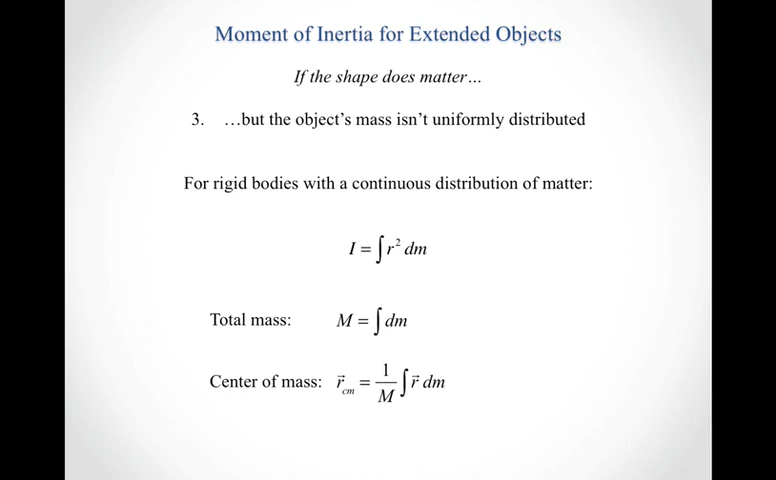 Moment of Inertia for Extended Objects
If the shape does matter…
3. …but the object's mass isn't uniformly distributed
For rigid bodies with a continuous distribution of matter:
I = ∫ r² dm
Total mass: M = ∫ dm
Center of mass: r⃗_cm = 1/M ∫ r⃗ dm